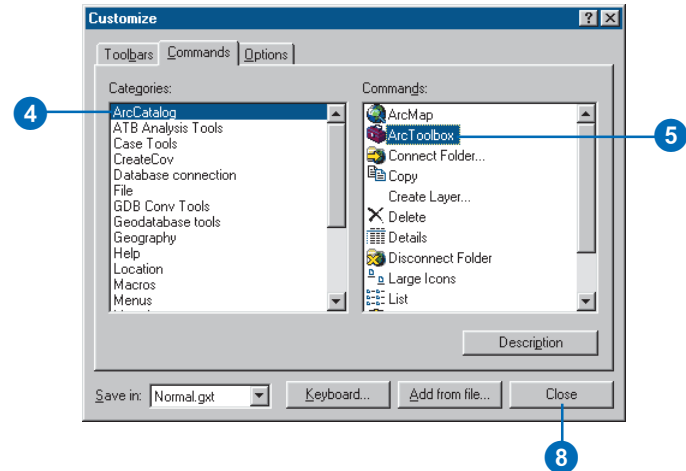 Customize
Toolbars Commands Options
Categories:
Commands:
4
ArcCatalog
ATB Analysis Tools
Case Tools
CreateCov
Database connection
File
GDB Conv Tools
Geodatabase tools
Geography
Help
Location
Macros
Menus
ArcMap
ArcToolbox
5
Connect Folder...
Copy
Create Layer...
Delete
Details
Disconnect Folder
Large Icons
List
Description
Save in: Normal.gxt Keyboard... Add from file... Close
8